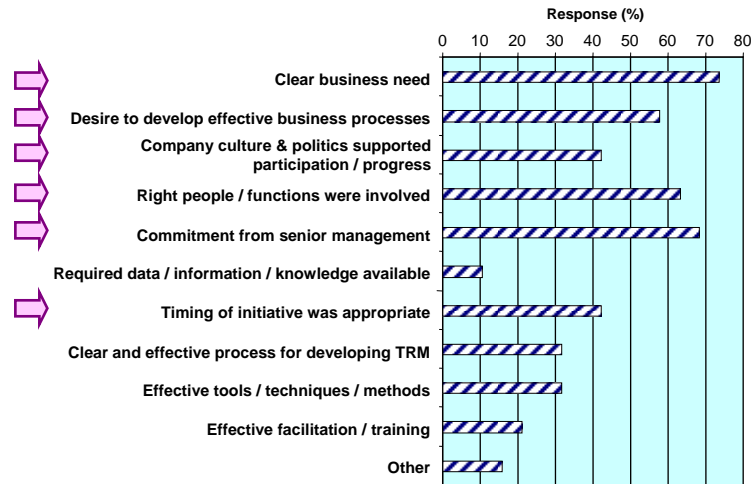 Response (%)
0 10 20 30 40 50 60 70 80
Clear business need
Desire to develop effective business processes
Company culture & politics supported
participation / progress
Right people / functions were involved
Commitment from senior management
Required data / information / knowledge available
Timing of initiative was appropriate
Clear and effective process for developing TRM
Effective tools / techniques / methods
Effective facilitation / training
Other